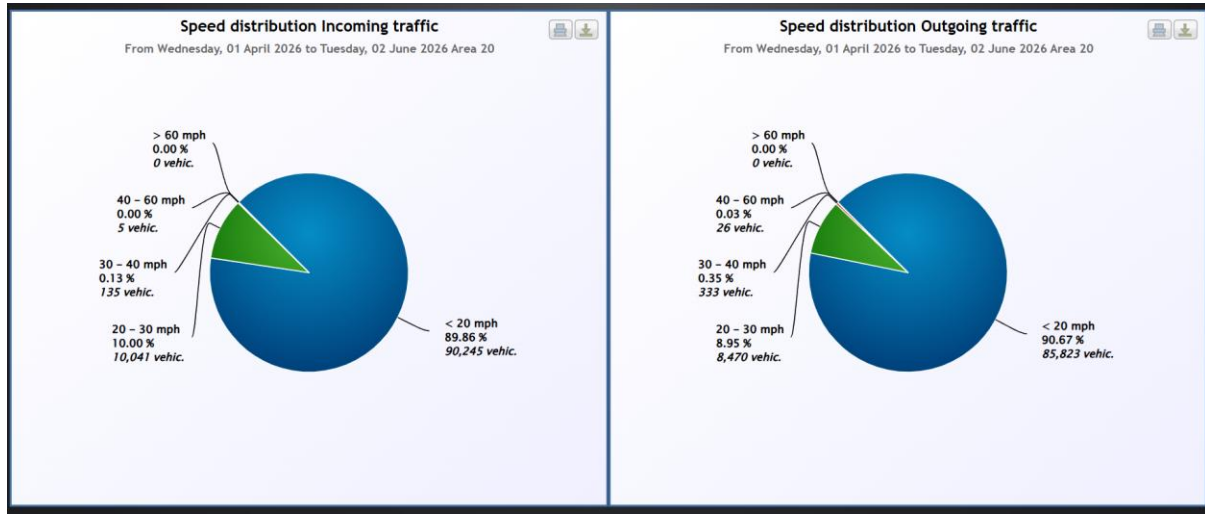 Speed distribution Incoming traffic
From Wednesday, 01 April 2026 to Tuesday, 02 June 2026 Area 20
> 60 mph
0.00 %
0 vehic.
40 – 60 mph
0.00 %
5 vehic.
30 – 40 mph
0.13 %
135 vehic.
20 – 30 mph
10.00 %
10,041 vehic.
< 20 mph
89.86 %
90,245 vehic.
Speed distribution Outgoing traffic
From Wednesday, 01 April 2026 to Tuesday, 02 June 2026 Area 20
> 60 mph
0.00 %
0 vehic.
40 – 60 mph
0.03 %
26 vehic.
30 – 40 mph
0.35 %
333 vehic.
20 – 30 mph
8.95 %
8,470 vehic.
< 20 mph
90.67 %
85,823 vehic.